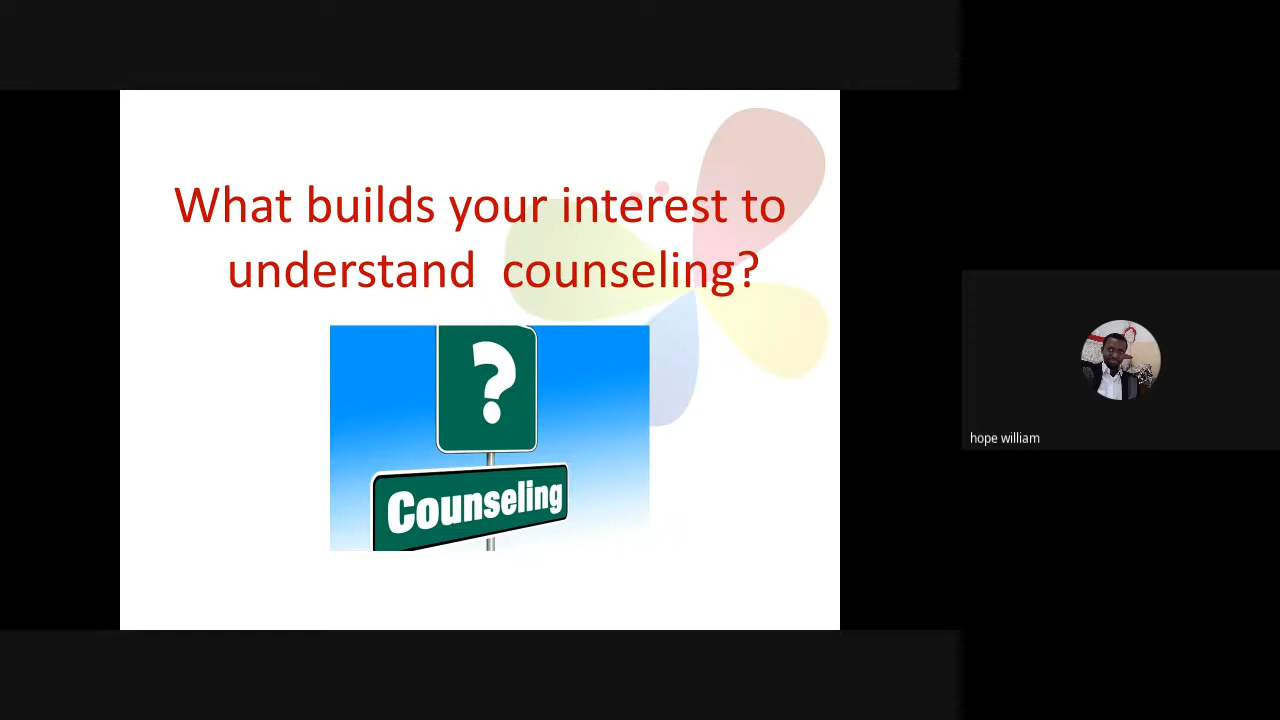 What builds your interest to
understand  counseling?
?
Counseling
hope william